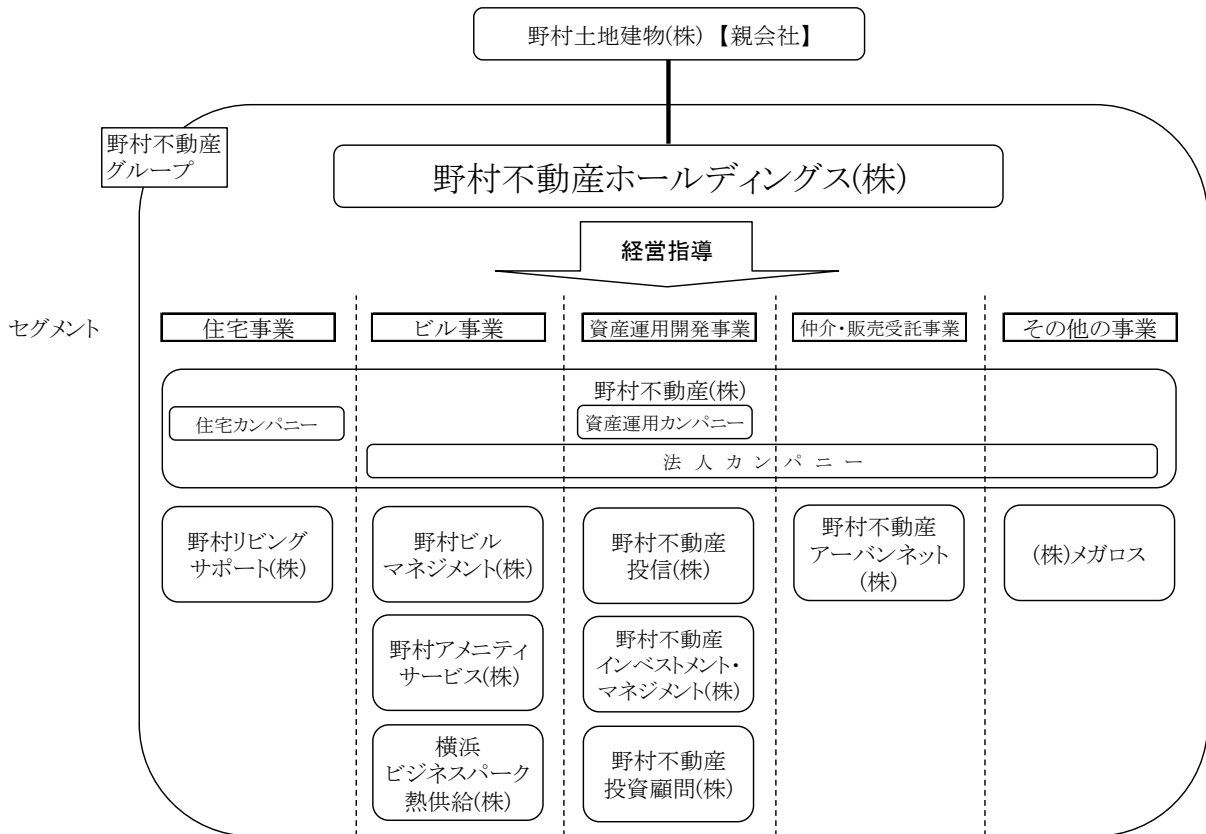 野村土地建物(株)【親会社】
野村不動産
グループ
野村不動産ホールディングス(株)
経営指導
セグメント
住宅事業
ビル事業
資産運用開発事業
仲介・販売受託事業
その他の事業
野村不動産(株)
住宅カンパニー
資産運用カンパニー
法人カンパニー
野村リビング
サポート(株)
野村ビル
マネジメント(株)
野村不動産
投信(株)
野村不動産
アーバンネット
(株)
(株)メガロス
野村アメニティ
サービス(株)
野村不動産
インベストメント・
マネジメント(株)
横浜
ビジネスパーク
熱供給(株)
野村不動産
投資顧問(株)